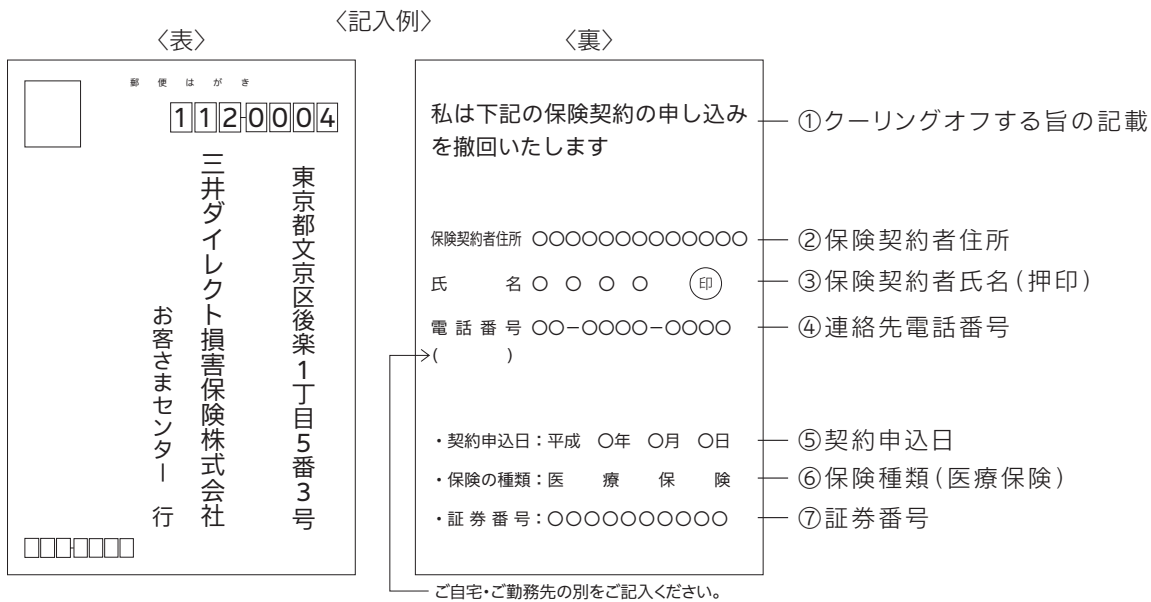 〈記入例〉
〈表〉
郵便はがき
112-0004
東京都文京区後楽1丁目5番3号
三井ダイレクト損害保険株式会社
お客さまセンター 行
〈裏〉
私は下記の保険契約の申し込み
を撤回いたします
保険契約者住所 ○○○○○○○○○○○○○
氏 名 ○ ○ ○ ○ 印
電話番号 ○○-○○○○-○○○○
( )
・契約申込日:平成 ○年 ○月 ○日
・保険の種類:医 療 保 険
・証券番号:○○○○○○○○○○
ご自宅・ご勤務先の別をご記入ください。
①クーリングオフする旨の記載
②保険契約者住所
③保険契約者氏名(押印)
④連絡先電話番号
⑤契約申込日
⑥保険種類(医療保険)
⑦証券番号